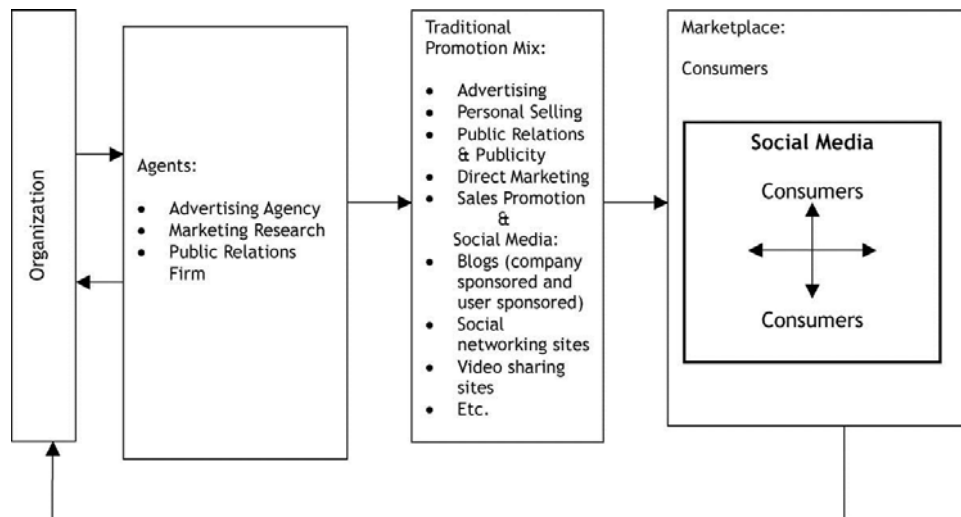 Organization
Agents:
• Advertising Agency
• Marketing Research
• Public Relations
Firm
Traditional
Promotion Mix:
• Advertising
• Personal Selling
• Public Relations
& Publicity
• Direct Marketing
• Sales Promotion
&
Social Media:
• Blogs (company
sponsored and
user sponsored)
• Social
networking sites
• Video sharing
sites
• Etc.
Marketplace:
Consumers
Social Media
Consumers
Consumers